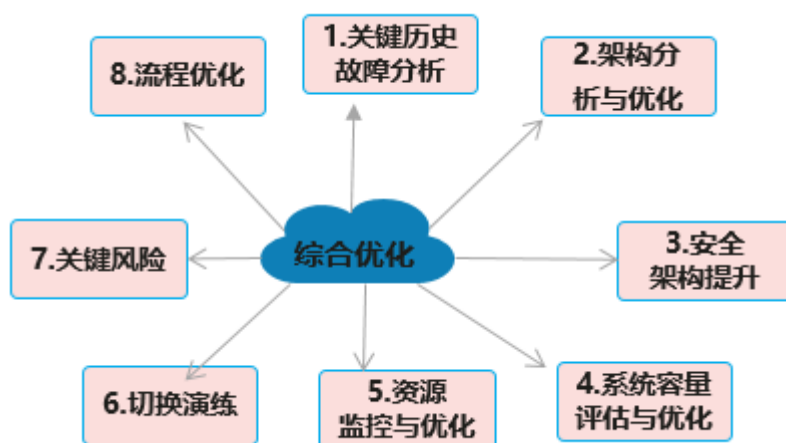 1.关键历史
故障分析
2.架构分
析与优化
3.安全
架构提升
4.系统容量
评估与优化
5.资源
监控与优化
6.切换演练
7.关键风险
8.流程优化
综合优化